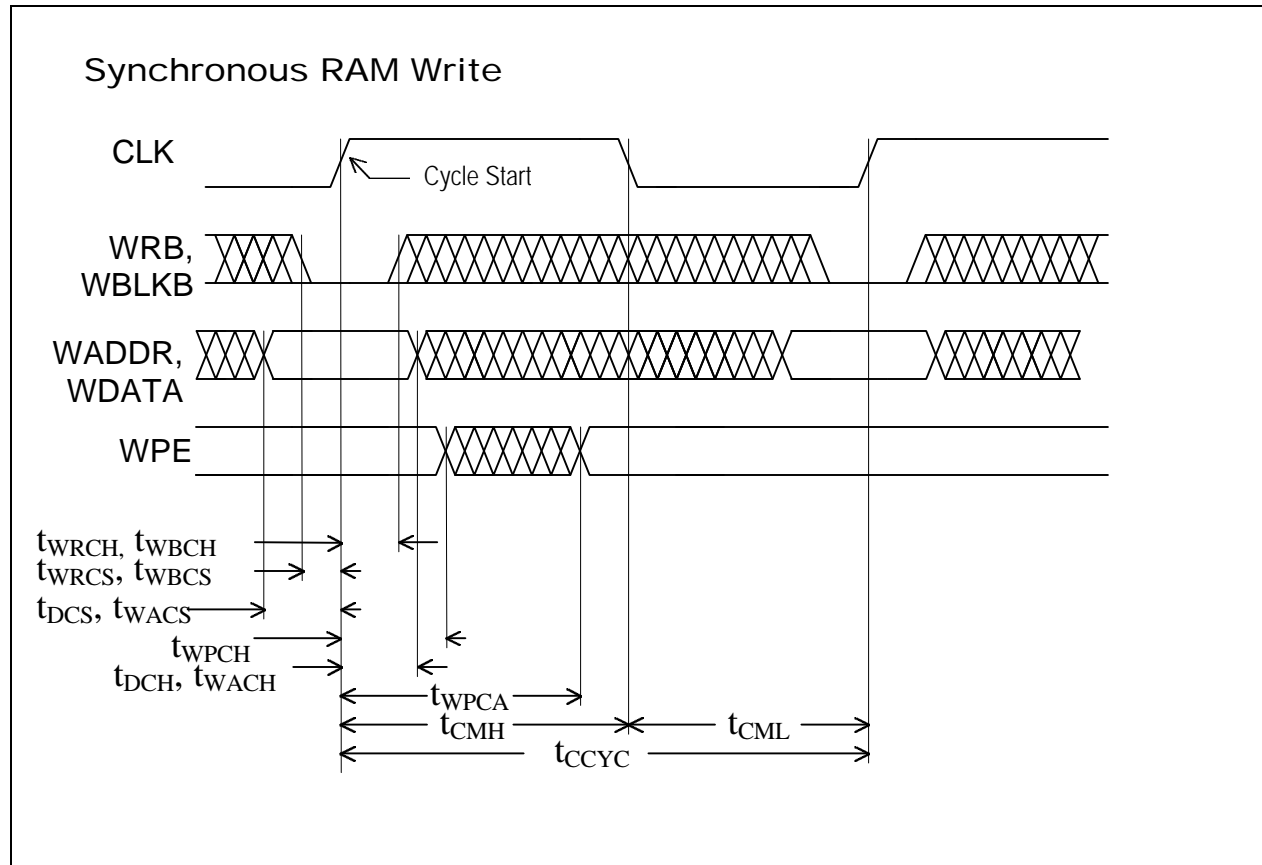 Synchronous RAM Write
CLK
Cycle Start
WRB,
WBLKB
WADDR,
WDATA
WPE
tWRCH, tWBCH
tWRCS, tWBCS
tDCS, tWACS
tWPCH
tDCH, tWACH
tWPCA
tCMH
tCML
tCCYC